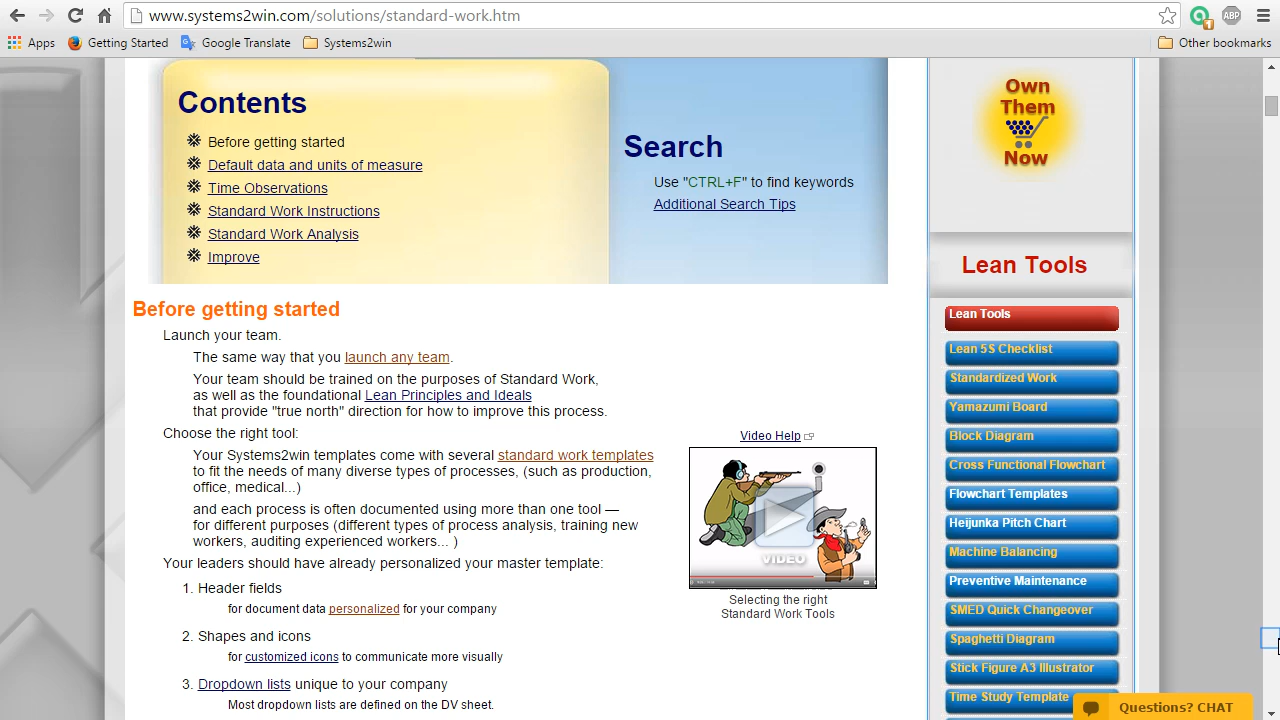 www.systems2win.com/solutions/standard-work.htm
1
ABP
Apps
Getting Started
Google Translate
Systems2win
Other bookmarks
Contents
Before getting started
Default data and units of measure
Time Observations
Standard Work Instructions
Standard Work Analysis
Improve
Search
Use "CTRL+F" to find keywords
Additional Search Tips
Own
Them
Now
Before getting started
Launch your team.
The same way that you launch any team.
Your team should be trained on the purposes of Standard Work,
as well as the foundational Lean Principles and Ideals
that provide "true north" direction for how to improve this process.
Choose the right tool:
Your Systems2win templates come with several standard work templates
to fit the needs of many diverse types of processes, (such as production,
office, medical...)
and each process is often documented using more than one tool —
for different purposes (different types of process analysis, training new
workers, auditing experienced workers... )
Your leaders should have already personalized your master template:
1. Header fields
for document data personalized for your company
2. Shapes and icons
for customized icons to communicate more visually
3. Dropdown lists unique to your company
Most dropdown lists are defined on the DV sheet.
Video Help
VIDEO
Selecting the right
Standard Work Tools
Lean Tools
Lean Tools
Lean 5S Checklist
Standardized Work
Yamazumi Board
Block Diagram
Cross Functional Flowchart
Flowchart Templates
Heijunka Pitch Chart
Machine Balancing
Preventive Maintenance
SMED Quick Changeover
Spaghetti Diagram
Stick Figure A3 Illustrator
Time Study Template
Questions? CHAT